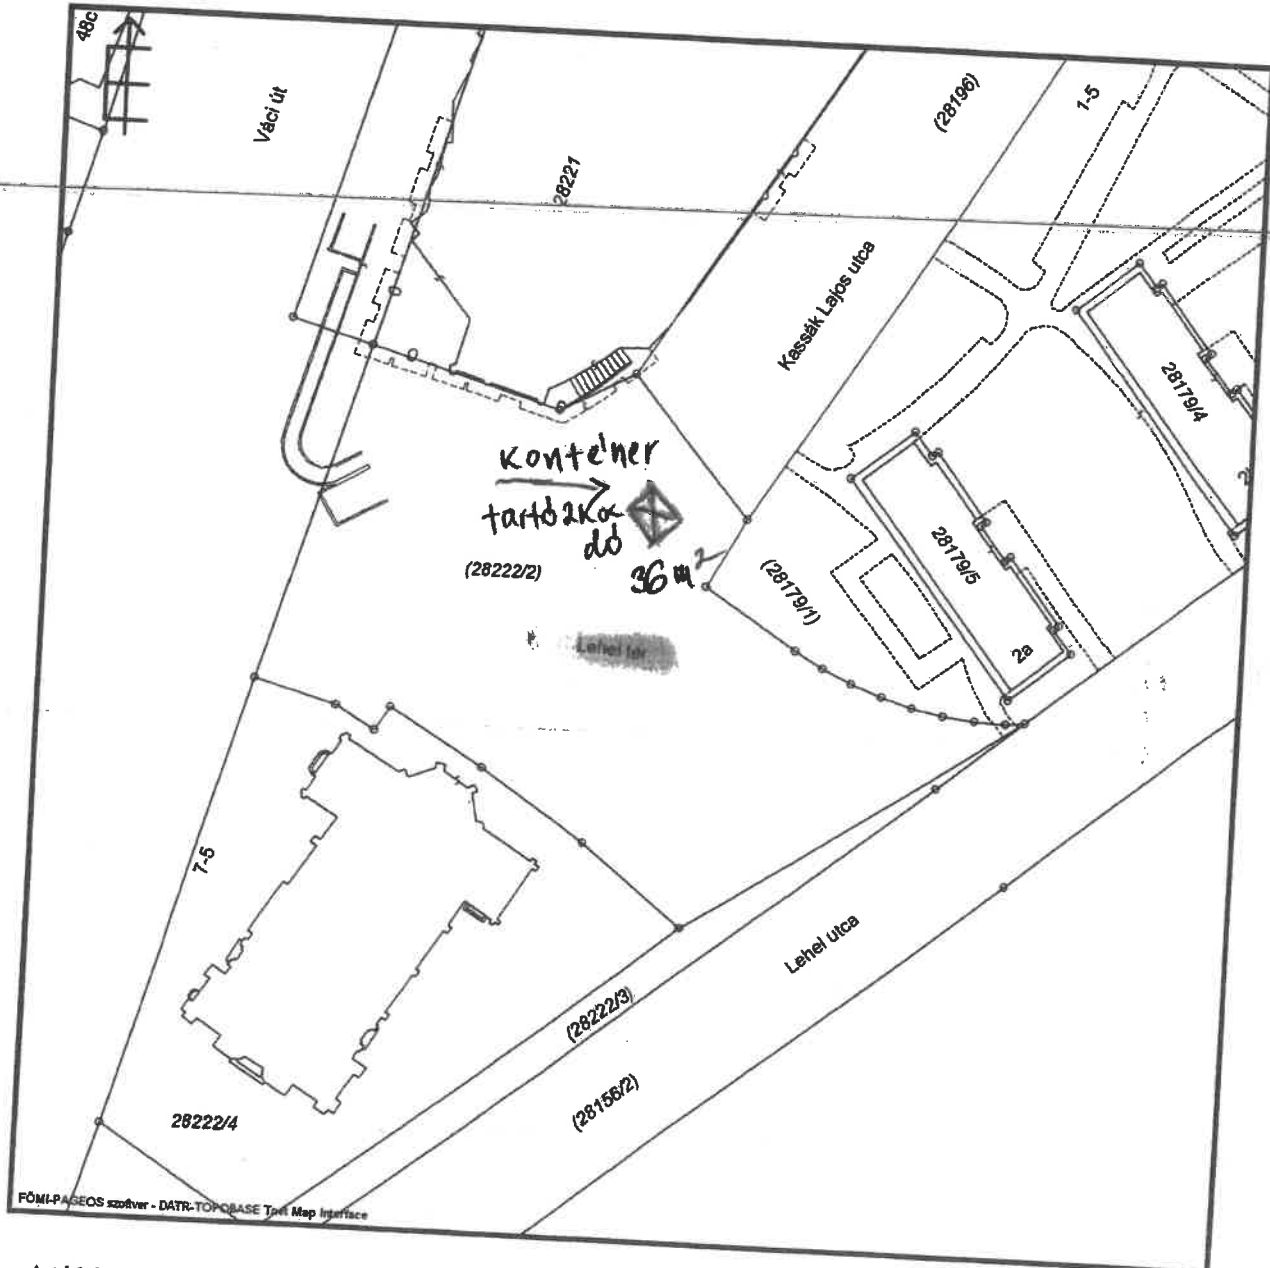 48c
Váci út
28221
(28196)
1-5
Kassák Lajos utca
28179/4
Konténer
tartó
dó
36 m²
(28222/2)
(28179/1)
28179/5
2a
Lehel tér
7-5
Lehel utca
(28222/3)
(28156/2)
28222/4
FÖMI-PAGEOS szoftver - DATR-TOPOBASE Map Interface